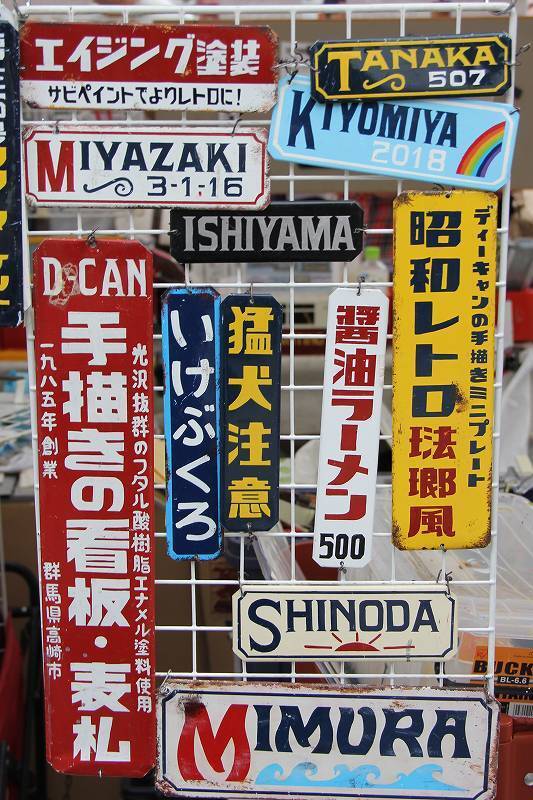 エイジング塗装
サビペイントでよりレトロに!
TANAKA
507
KIYOMIYA
2018
MIYAZAKI
3-1-16
ISHIYAMA
D-CAN
光沢抜群のフタル酸樹脂エナメル塗料使用
手描きの看板・表札
一九八五年創業
群馬県高崎市
いけぶくろ
猛犬注意
醤油ラーメン
500
ディーキャンの手描きミニプレート
昭和レトロ琺瑯風
SHINODA
MIMURA
BUCK
BL-6.6